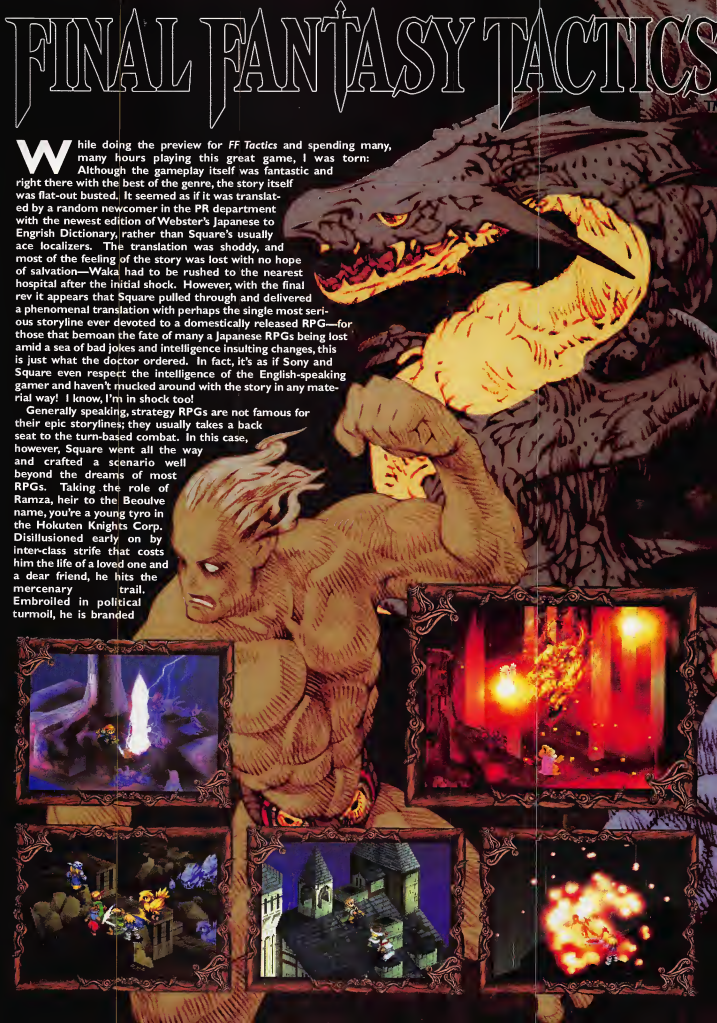 FINAL FANTASY TACTICS
TM
While doing the preview for FF Tactics and spending many,
many hours playing this great game, I was torn:
Although the gameplay itself was fantastic and
right there with the best of the genre, the story itself
was flat-out busted. It seemed as if it was translat-
ed by a random newcomer in the PR department
with the newest edition of Webster's Japanese to
Engrish Dictionary, rather than Square's usually
ace localizers. The translation was shoddy, and
most of the feeling of the story was lost with no hope
of salvation—Waka had to be rushed to the nearest
hospital after the initial shock. However, with the final
rev it appears that Square pulled through and delivered
a phenomenal translation with perhaps the single most seri-
ous storyline ever devoted to a domestically released RPG—for
those that bemoan the fate of many a Japanese RPGs being lost
amid a sea of bad jokes and intelligence insulting changes, this
is just what the doctor ordered. In fact, it's as if Sony and
Square even respect the intelligence of the English-speaking
gamer and haven't mucked around with the story in any mate-
rial way! I know, I'm in shock too!
Generally speaking, strategy RPGs are not famous for
their epic storylines; they usually takes a back
seat to the turn-based combat. In this case,
however, Square went all the way
and crafted a scenario well
beyond the dreams of most
RPGs. Taking the role of
Ramza, heir to the Beoulve
name, you're a young tyro in
the Hokuten Knights Corp.
Disillusioned early on by
inter-class strife that costs
him the life of a loved one and
a dear friend, he hits the
mercenary trail.
Embroiled in political
turmoil, he is branded